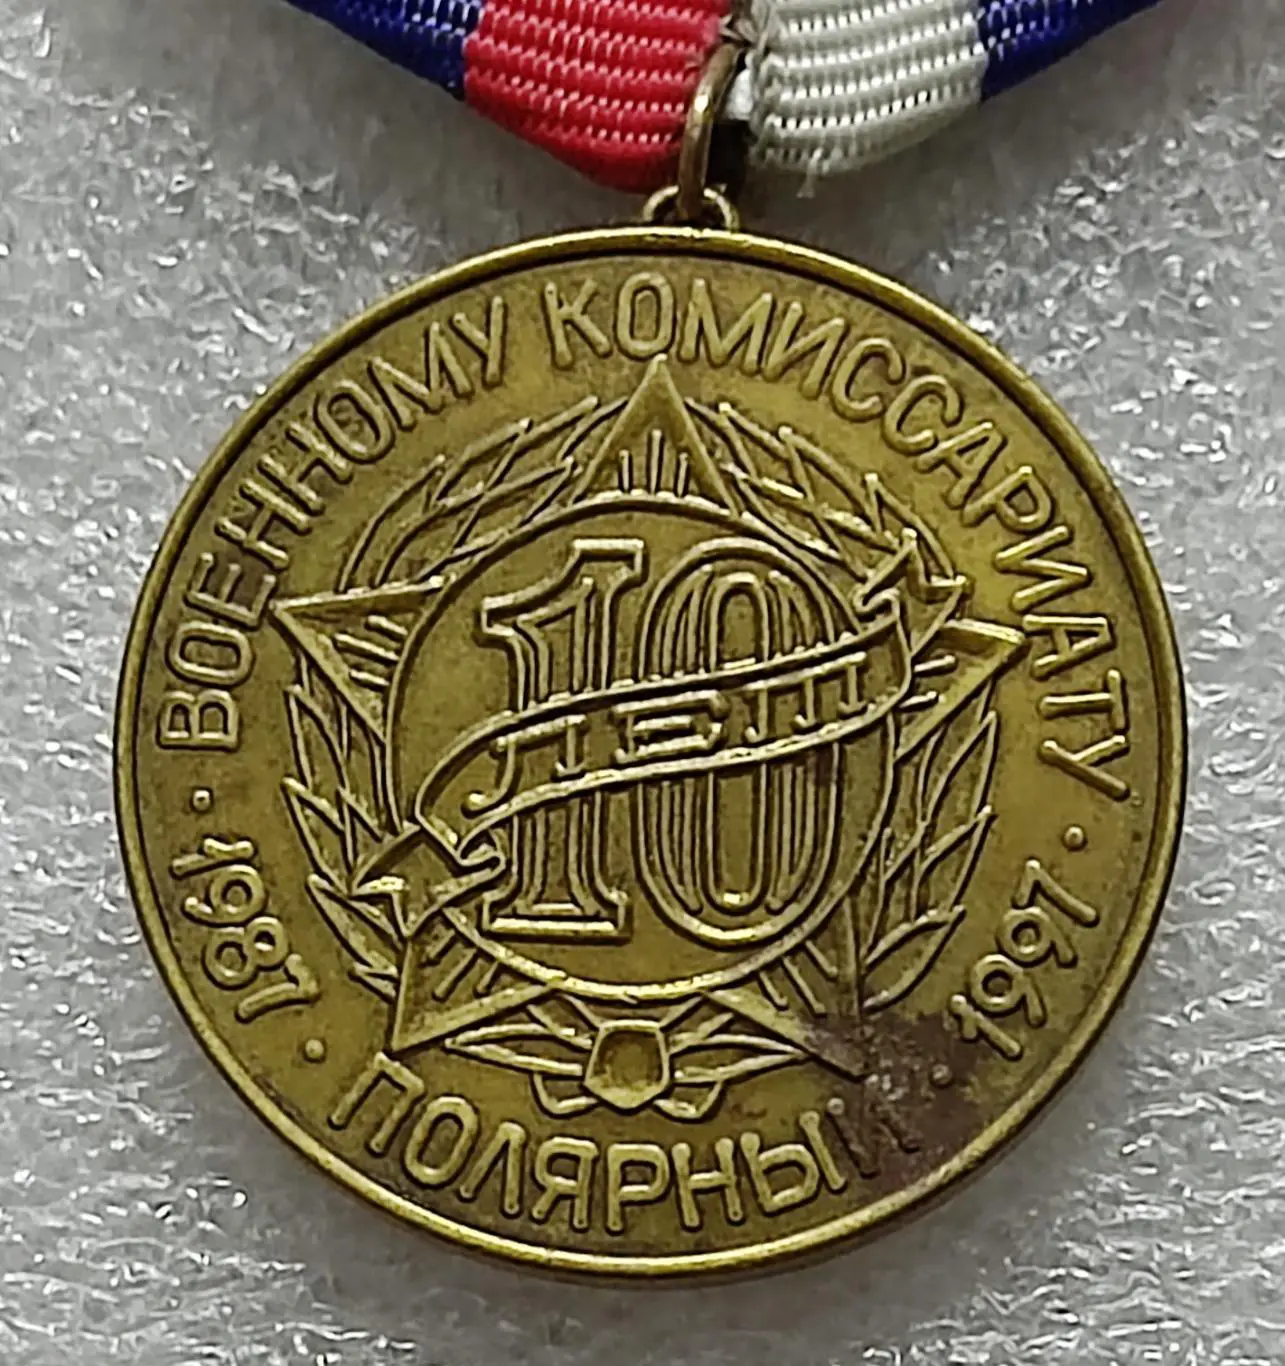 ВОЕННОМУ КОМИССАРИАТУ
10
ЛЕТ
1987 · ПОЛЯРНЫЙ · 1997